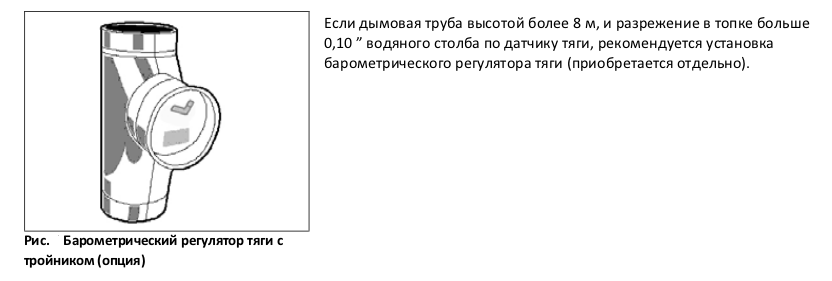 Если дымовая труба высотой более 8 м, и разрежение в топке больше
0,10 ” водяного столба по датчику тяги, рекомендуется установка
барометрического регулятора тяги (приобретается отдельно).
Рис. Барометрический регулятор тяги с
тройником (опция)